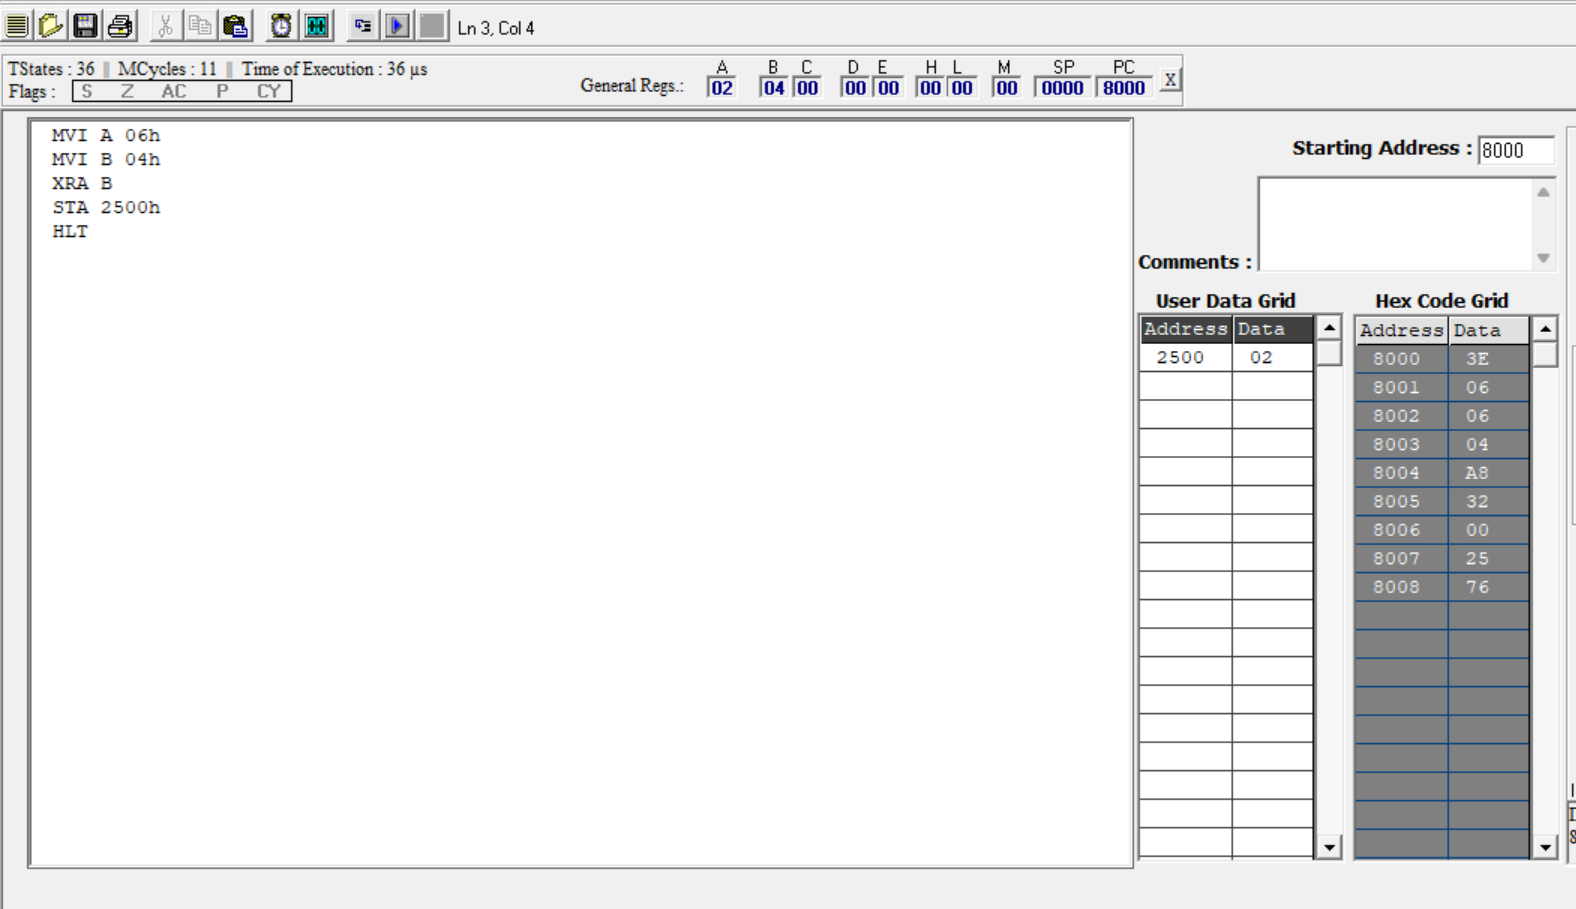 Ln 3, Col 4
TStates : 36 || MCycles : 11 || Time of Execution : 36 µs
Flags : S Z AC P CY
General Regs.:
A B C D E H L M SP PC
02 04 00 00 00 00 00 00 0000 8000 X
MVI A 06h
MVI B 04h
XRA B
STA 2500h
HLT
Starting Address : 8000
Comments :
User Data Grid
Address Data
2500 02
Hex Code Grid
Address Data
8000 3E
8001 06
8002 06
8003 04
8004 A8
8005 32
8006 00
8007 25
8008 76